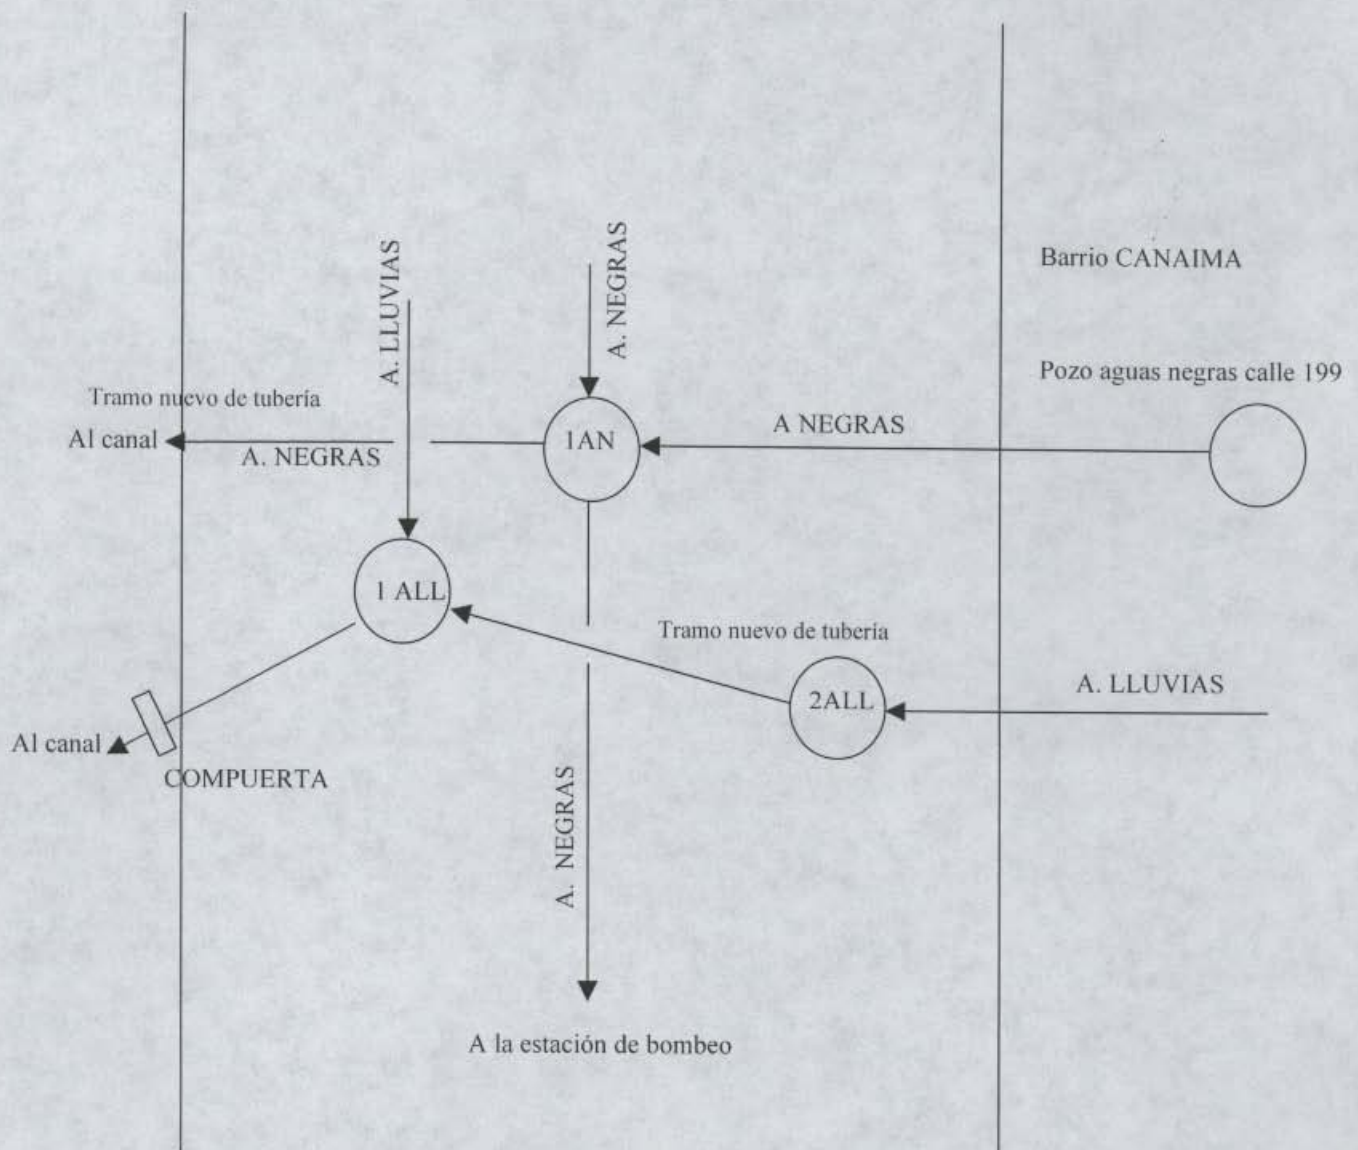 A. LLUVIAS
A. NEGRAS
Barrio CANAIMA
Pozo aguas negras calle 199
Tramo nuevo de tubería
Al canal
A. NEGRAS
1AN
A NEGRAS
1 ALL
Tramo nuevo de tuberia
2ALL
A. LLUVIAS
Al canal
COMPUERTA
A. NEGRAS
A la estación de bombeo